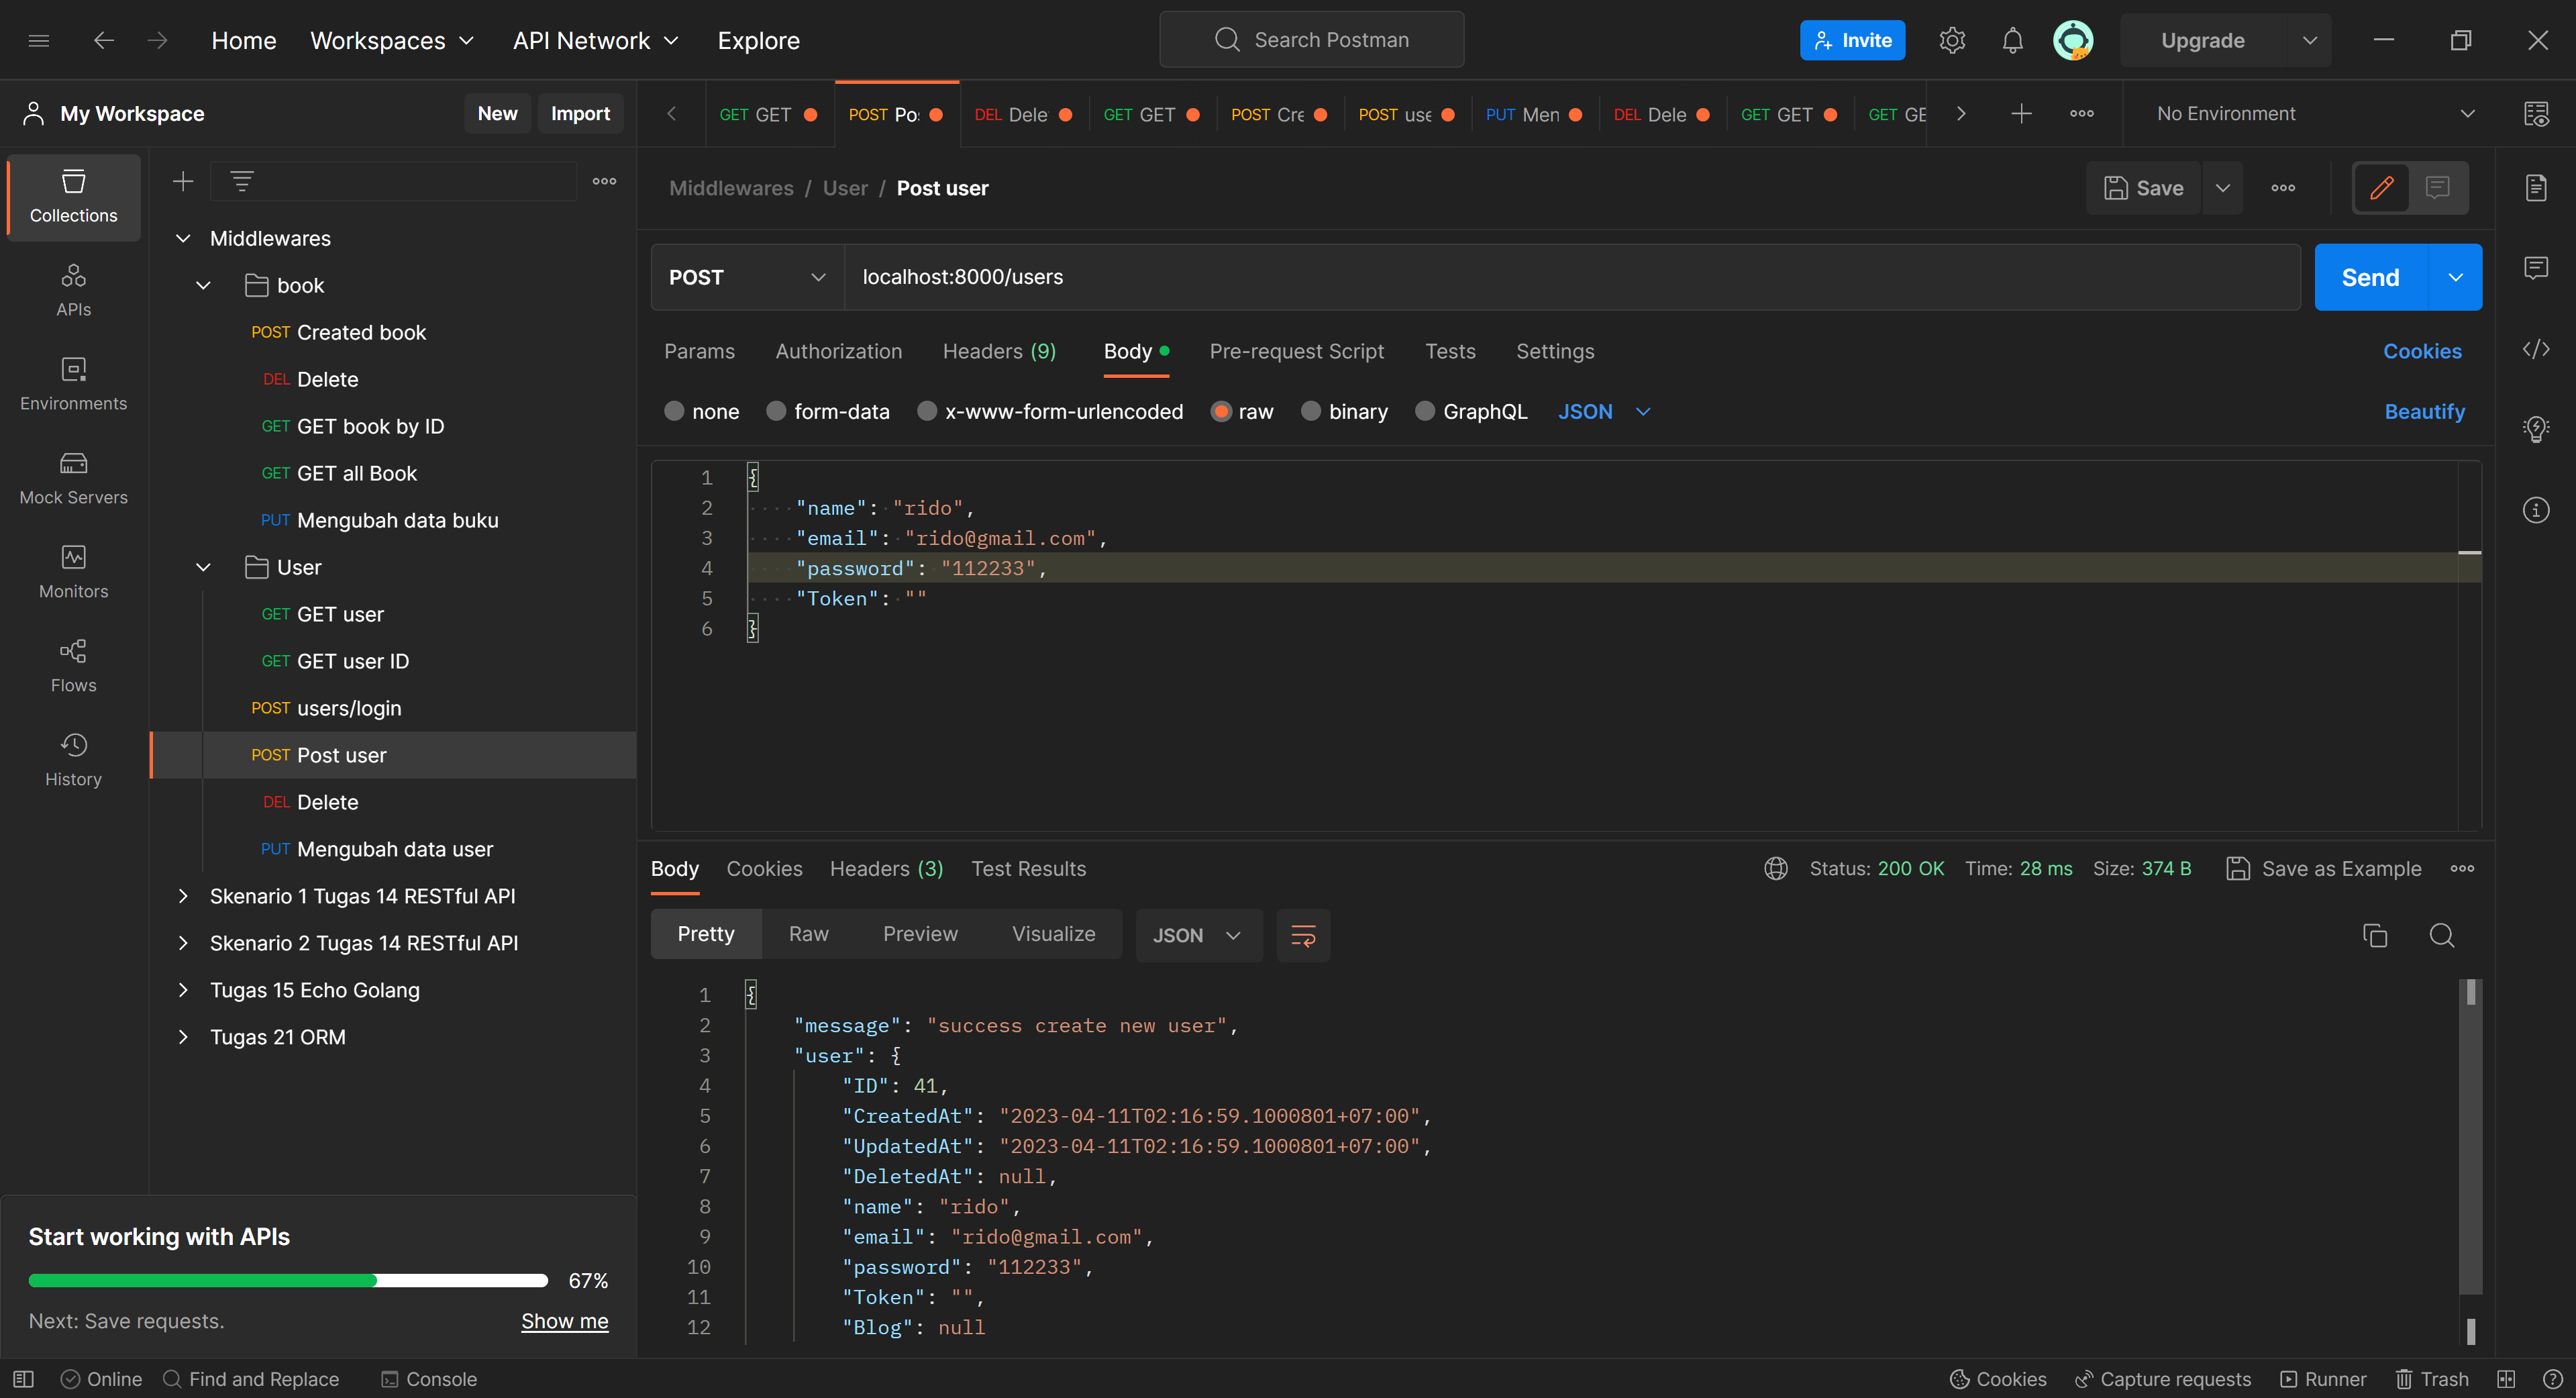 Home Workspaces API Network Explore Search Postman Invite Upgrade
My Workspace New Import
GET GET POST Po DEL Dele GET GET POST Cre POST use PUT Men DEL Dele GET GET GET GE No Environment
Collections
APIs
Environments
Mock Servers
Monitors
Flows
History
Middlewares
book
POST Created book
DEL Delete
GET GET book by ID
GET GET all Book
PUT Mengubah data buku
User
GET GET user
GET GET user ID
POST users/login
POST Post user
DEL Delete
PUT Mengubah data user
Skenario 1 Tugas 14 RESTful API
Skenario 2 Tugas 14 RESTful API
Tugas 15 Echo Golang
Tugas 21 ORM
Start working with APIs
67%
Next: Save requests. Show me
Middlewares / User / Post user Save
POST localhost:8000/users Send
Params Authorization Headers (9) Body Pre-request Script Tests Settings Cookies
none form-data x-www-form-urlencoded raw binary GraphQL JSON Beautify
1 {
2 "name": "rido",
3 "email": "rido@gmail.com",
4 "password": "112233",
5 "Token": ""
6 }
Body Cookies Headers (3) Test Results Status: 200 OK Time: 28 ms Size: 374 B Save as Example
Pretty Raw Preview Visualize JSON
1 {
2 "message": "success create new user",
3 "user": {
4 "ID": 41,
5 "CreatedAt": "2023-04-11T02:16:59.1000801+07:00",
6 "UpdatedAt": "2023-04-11T02:16:59.1000801+07:00",
7 "DeletedAt": null,
8 "name": "rido",
9 "email": "rido@gmail.com",
10 "password": "112233",
11 "Token": "",
12 "Blog": null
Online Find and Replace Console Cookies Capture requests Runner Trash